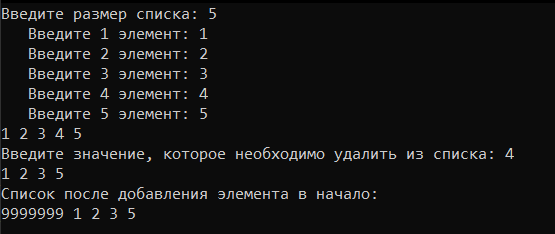 Введите размер списка: 5
Введите 1 элемент: 1
Введите 2 элемент: 2
Введите 3 элемент: 3
Введите 4 элемент: 4
Введите 5 элемент: 5
1 2 3 4 5
Введите значение, которое необходимо удалить из списка: 4
1 2 3 5
Список после добавления элемента в начало:
9999999 1 2 3 5